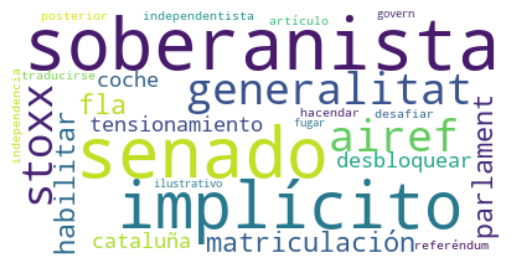 posterior independentista artículo govern
soberanista
traducirse coche generalitat
independencia stoxx fla hacendar desafiar
habilitar tensionamiento fugar airef parlament
senado desbloquear
ilustrativo implícito
cataluña matriculación referéndum